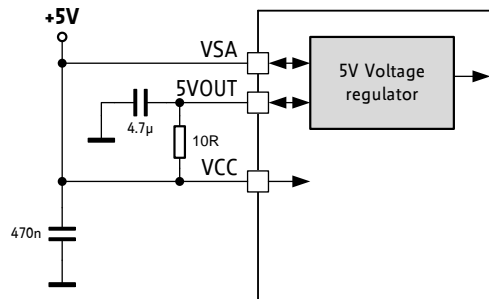 +5V
VSA
5V Voltage
regulator
5VOUT
4.7µ
10R
VCC
470n